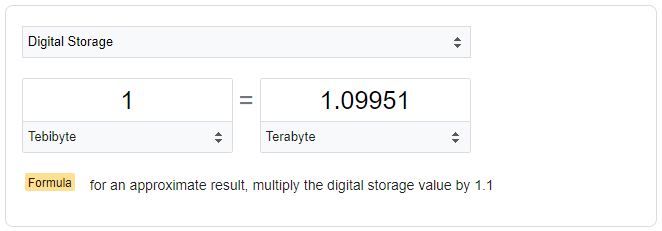 Digital Storage
1 = 1.09951
Tebibyte Terabyte
Formula for an approximate result, multiply the digital storage value by 1.1